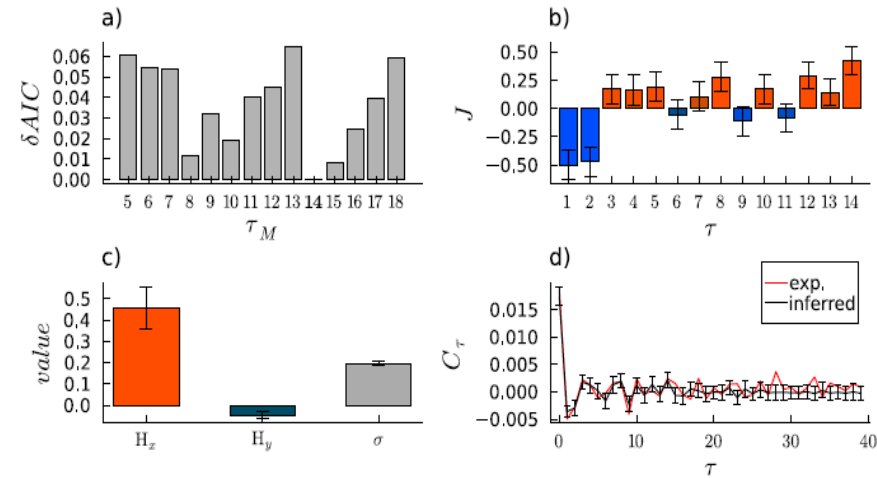 a)
δAIC
0.06
0.05
0.04
0.03
0.02
0.01
0.00
5 6 7 8 9 10 11 12 13 14 15 16 17 18
τ_M
b)
J
0.50
0.25
0.00
−0.25
−0.50
1 2 3 4 5 6 7 8 9 10 11 12 13 14
τ
c)
value
0.5
0.4
0.3
0.2
0.1
0.0
H_x H_y σ
d)
exp.
inferred
C_τ
0.015
0.010
0.005
0.000
−0.005
0 10 20 30 40
τ